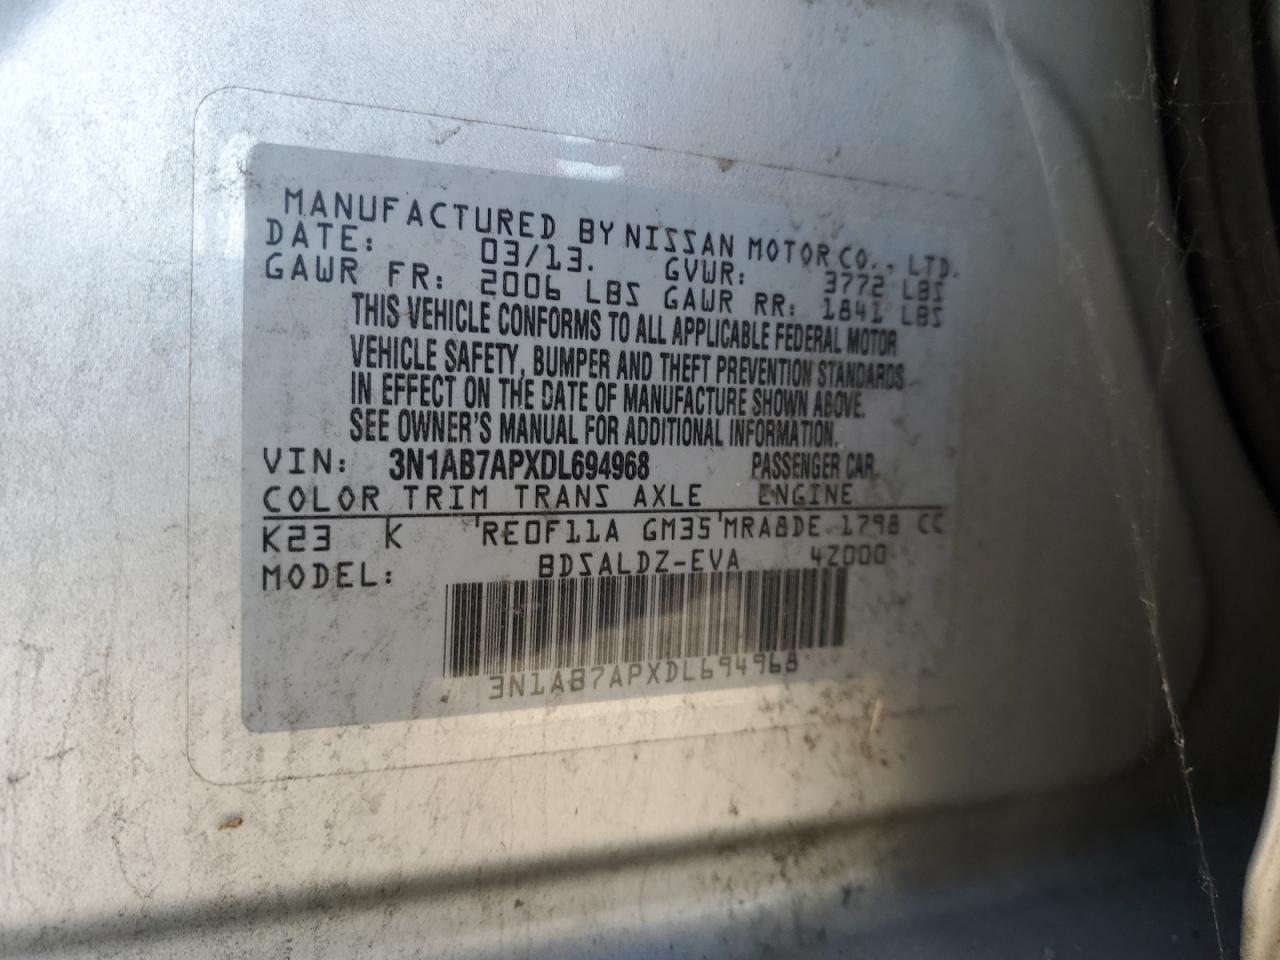 MANUFACTURED BY NISSAN MOTOR CO., LTD.
DATE: 03/13. GVWR: 3772 LBS
GAWR FR: 2006 LBS GAWR RR: 1841 LBS
THIS VEHICLE CONFORMS TO ALL APPLICABLE FEDERAL MOTOR
VEHICLE SAFETY, BUMPER AND THEFT PREVENTION STANDARDS
IN EFFECT ON THE DATE OF MANUFACTURE SHOWN ABOVE.
SEE OWNER'S MANUAL FOR ADDITIONAL INFORMATION.
VIN: 3N1AB7APXDL694968 PASSENGER CAR
COLOR TRIM TRANS AXLE ENGINE
K23 K RE0F11A GM35 MRA8DE 1798 CC
MODEL: BDSALDZ-EVA 4Z000
3N1AB7APXDL694968